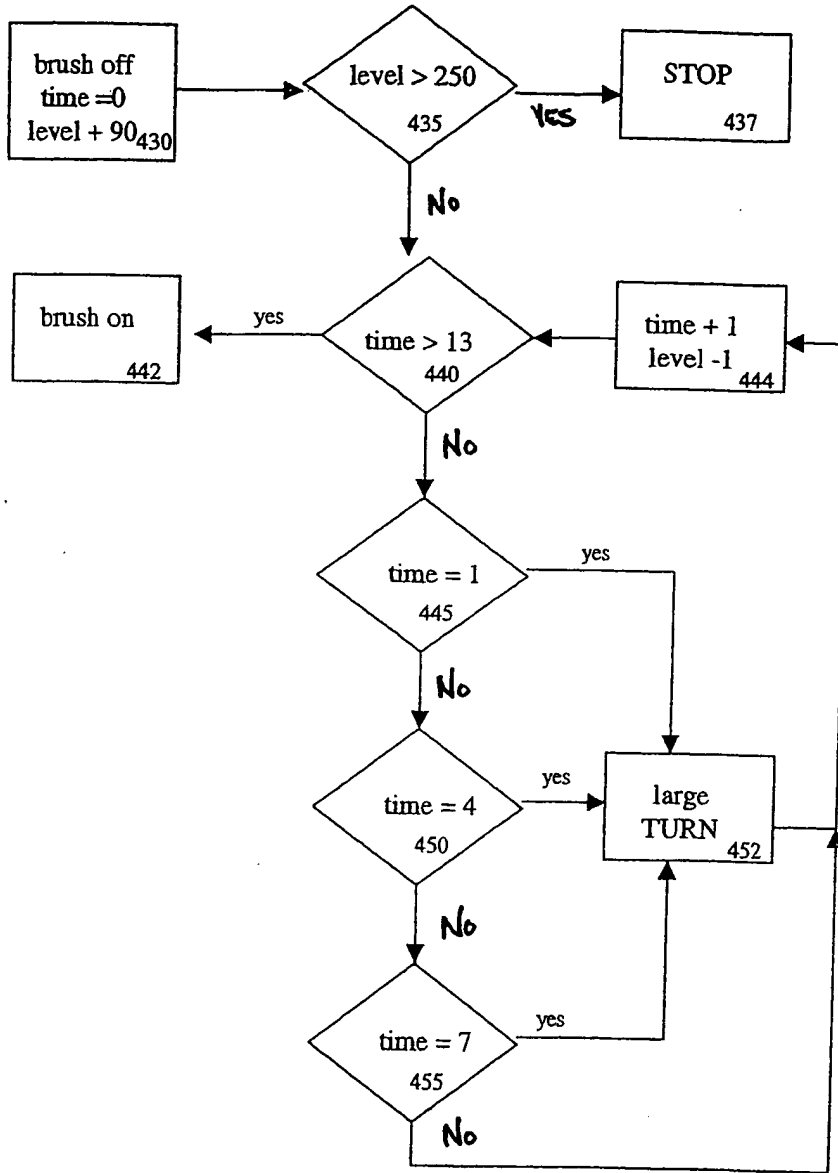 brush off
time =0
level + 90
430
level > 250
435
YES
STOP
437
No
brush on
442
yes
time > 13
440
time + 1
level -1
444
No
time = 1
445
yes
No
time = 4
450
yes
large
TURN
452
No
time = 7
455
yes
No